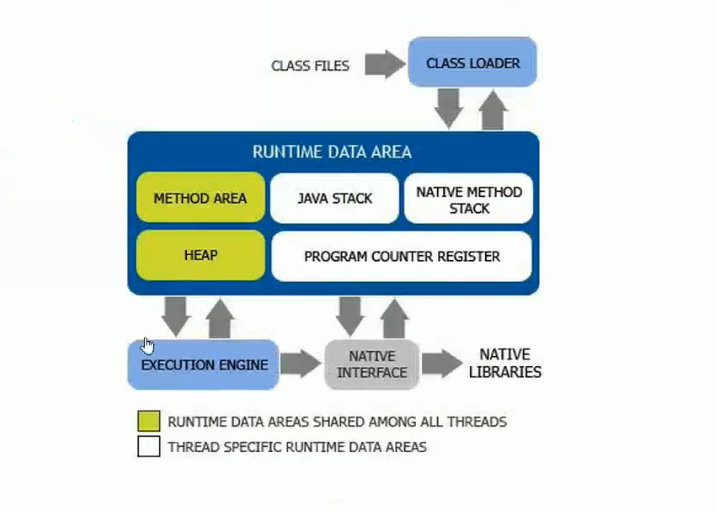 CLASS FILES
CLASS LOADER
RUNTIME DATA AREA
METHOD AREA
JAVA STACK
NATIVE METHOD
STACK
HEAP
PROGRAM COUNTER REGISTER
EXECUTION ENGINE
NATIVE
INTERFACE
NATIVE
LIBRARIES
RUNTIME DATA AREAS SHARED AMONG ALL THREADS
THREAD SPECIFIC RUNTIME DATA AREAS